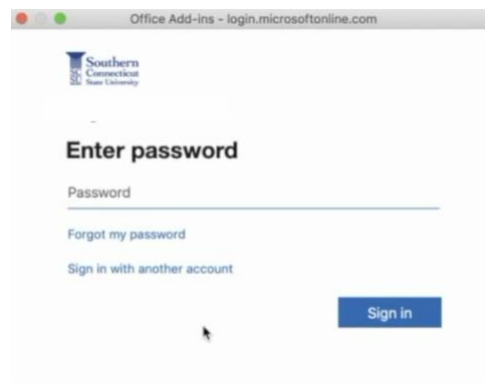 Office Add-ins - login.microsoftonline.com
Southern
Connecticut
State University
Enter password
Password
Forgot my password
Sign in with another account
Sign in